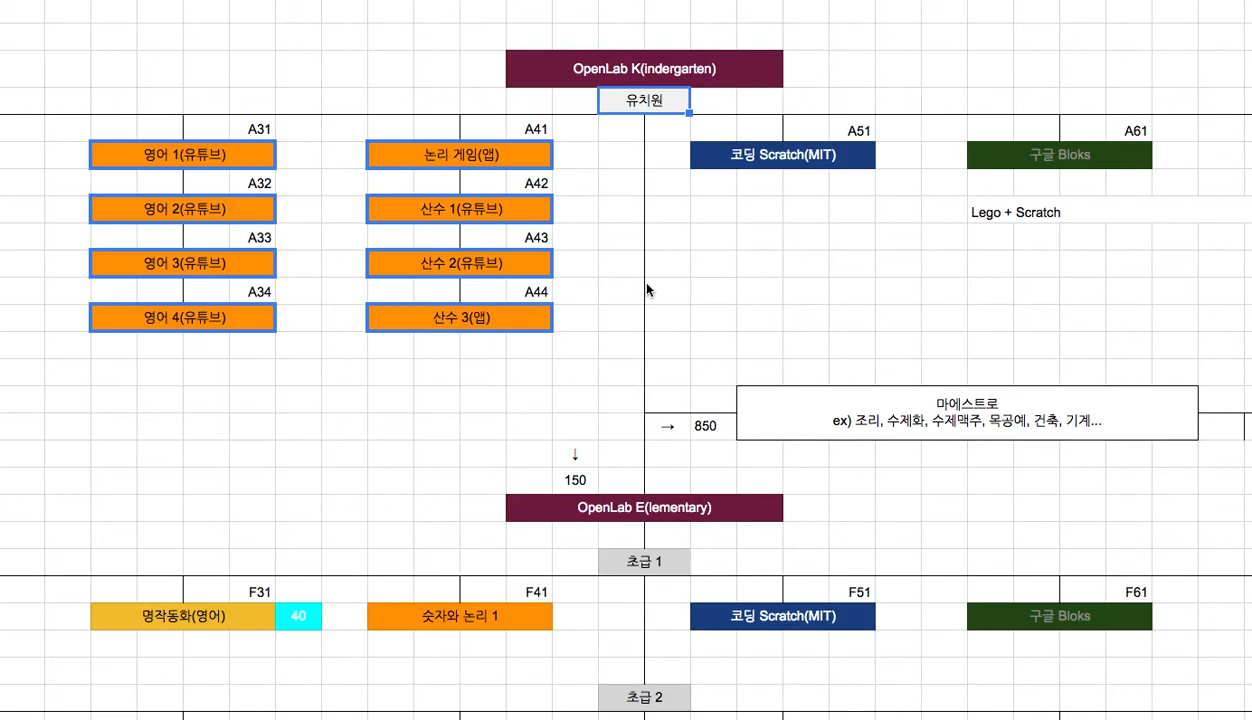 OpenLab K(indergarten)
유치원
A31
A41
A51
A61
영어 1(유튜브)
논리 게임(앱)
코딩 Scratch(MIT)
구글 Bloks
A32
A42
영어 2(유튜브)
산수 1(유튜브)
Lego + Scratch
A33
A43
영어 3(유튜브)
산수 2(유튜브)
A34
A44
영어 4(유튜브)
산수 3(앱)
마에스트로
→ 850
ex) 조리, 수제화, 수제맥주, 목공예, 건축, 기계...
↓
150
OpenLab E(lementary)
초급 1
F31
F41
F51
F61
명작동화(영어)
40
숫자와 논리 1
코딩 Scratch(MIT)
구글 Bloks
초급 2